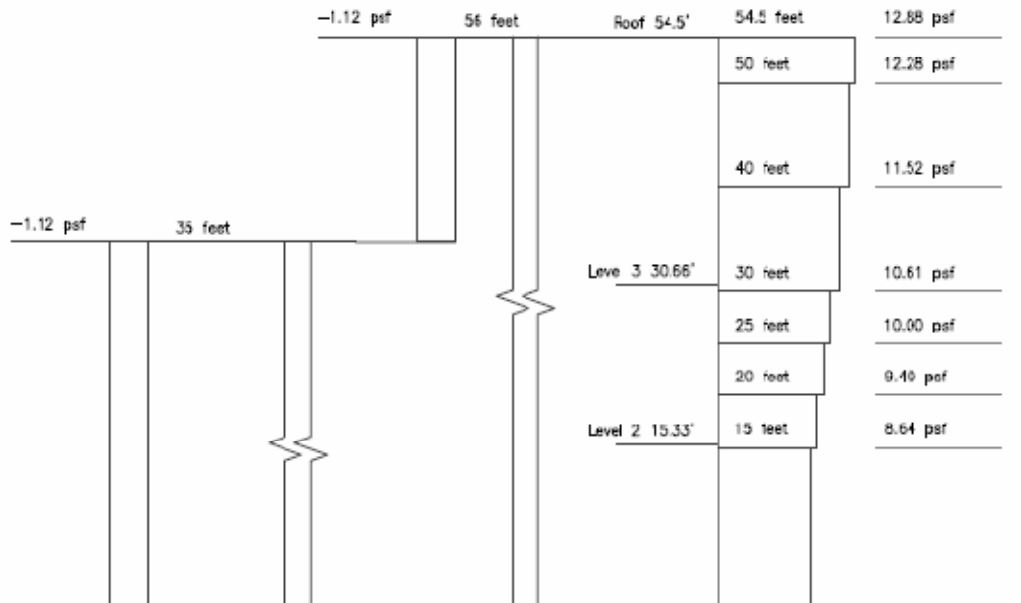 -1.12 psf 56 feet Roof 54.5' 54.5 feet 12.88 psf
50 feet 12.28 psf
40 feet 11.52 psf
-1.12 psf 35 feet
Leve 3 30.66' 30 feet 10.61 psf
25 feet 10.00 psf
20 feet 9.40 psf
Level 2 15.33' 15 feet 8.64 psf